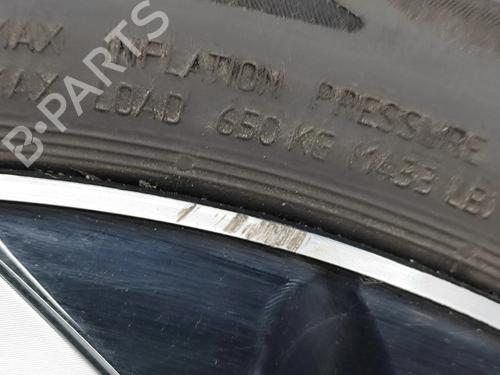 MAX INFLATION PRESSURE
MAX LOAD 650 KG 1433 LB
B-PARTS